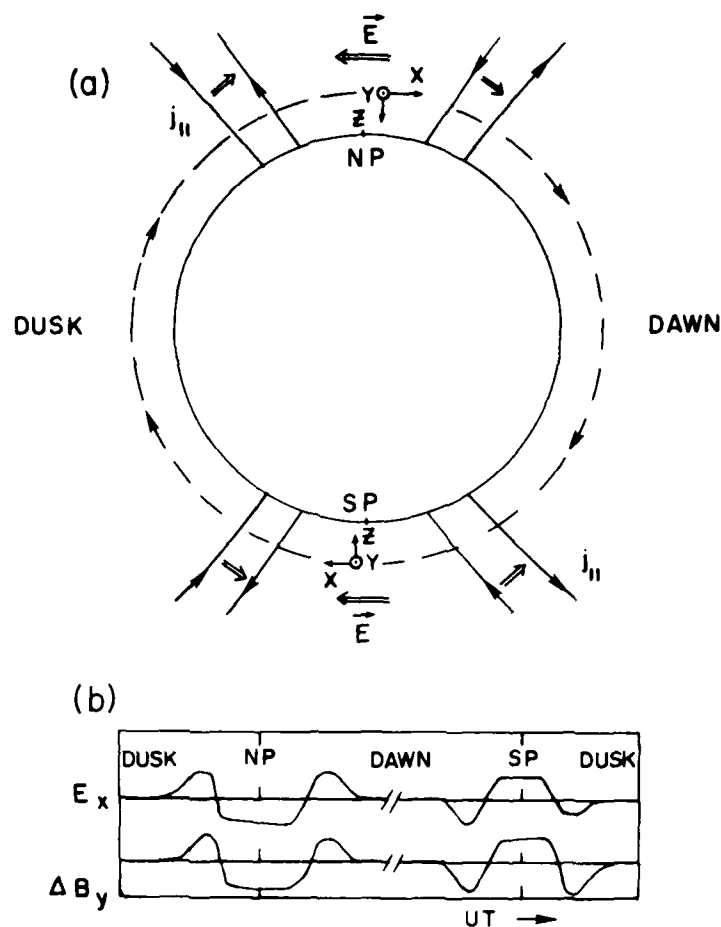 (a)
E
X
Y
Z
j||
NP
DUSK
DAWN
SP
Z
X
Y
j||
E
(b)
DUSK NP DAWN SP DUSK
Ex
ΔBy
UT →